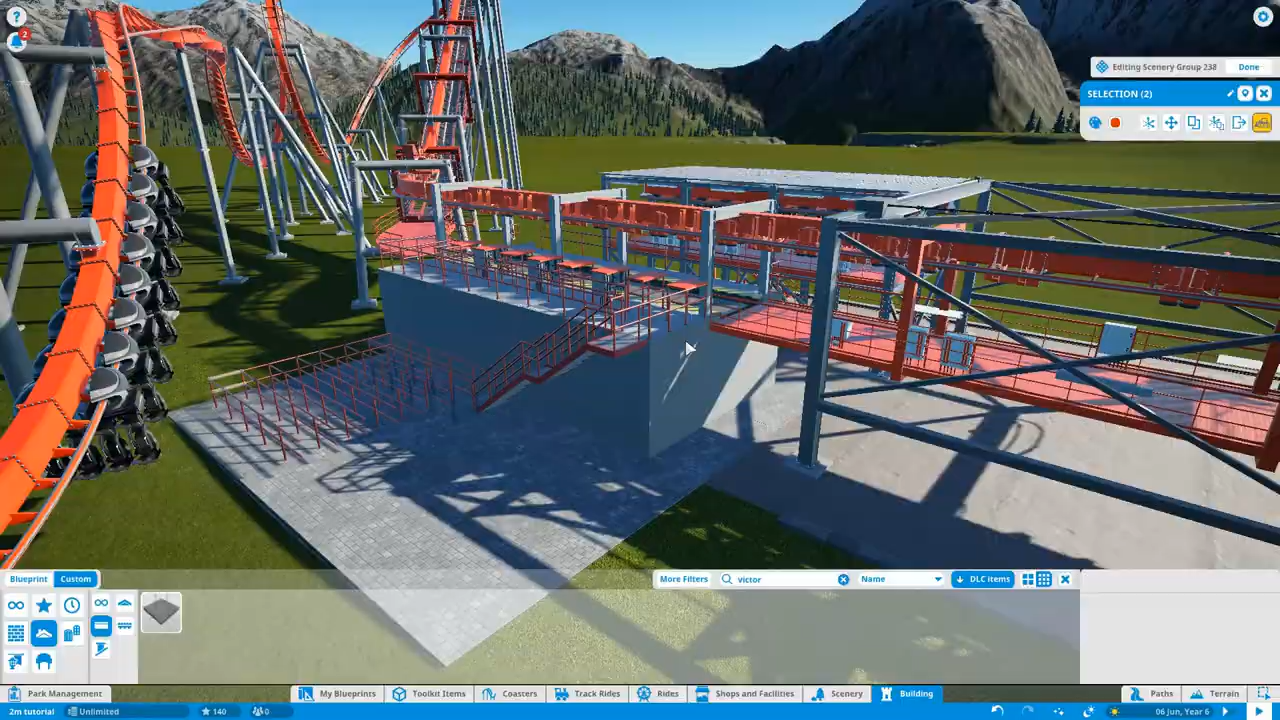 ?
2
Editing Scenery Group 238 Done
SELECTION (2)
Blueprint Custom
More Filters victor Name DLC items
Park Management My Blueprints Toolkit Items Coasters Track Rides Rides Shops and Facilities Scenery Building Paths Terrain
2m tutorial Unlimited 140 0 06 Jun, Year 6